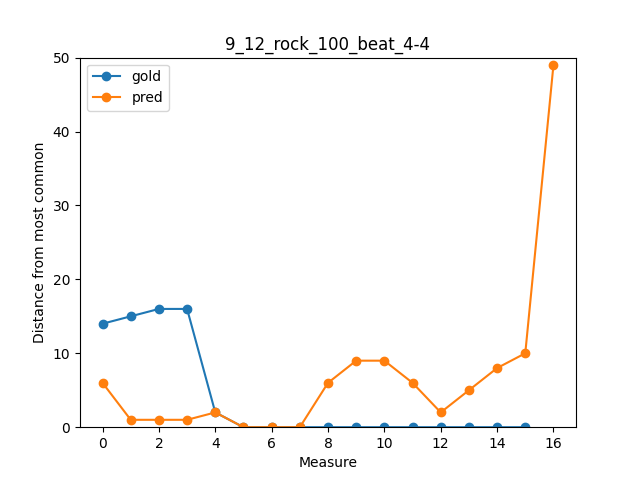 9_12_rock_100_beat_4-4
gold
pred
50
40
30
20
10
0
Distance from most common
0 2 4 6 8 10 12 14 16
Measure